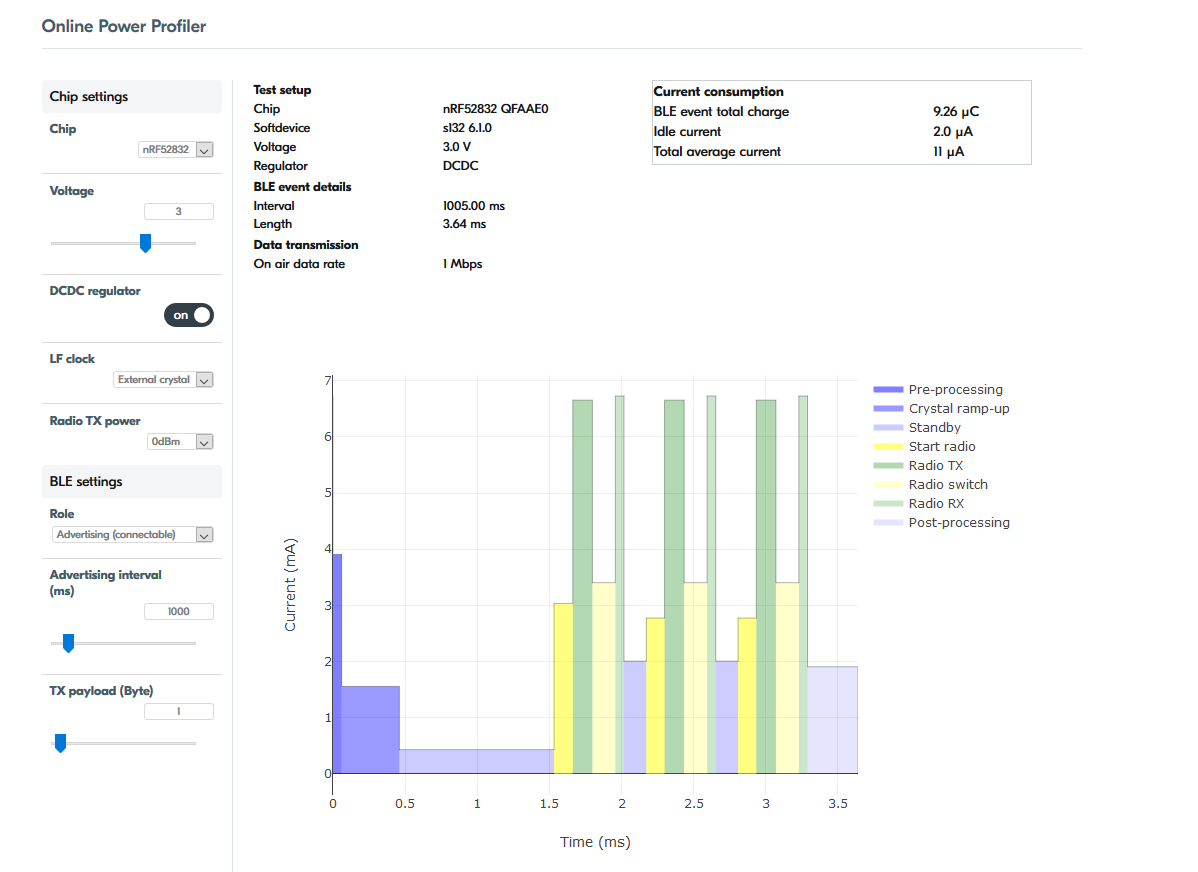 Online Power Profiler
Chip settings
Chip
nRF52832
Voltage
3
DCDC regulator
on
LF clock
External crystal
Radio TX power
0dBm
BLE settings
Role
Advertising (connectable)
Advertising interval
(ms)
1000
TX payload (Byte)
1
Test setup
Chip nRF52832 QFAAE0
Softdevice s132 6.1.0
Voltage 3.0 V
Regulator DCDC
BLE event details
Interval 1005.00 ms
Length 3.64 ms
Data transmission
On air data rate 1 Mbps
Current consumption
BLE event total charge 9.26 μC
Idle current 2.0 μA
Total average current 11 μA
7
6
5
4
3
2
1
0
Current (mA)
0 0.5 1 1.5 2 2.5 3 3.5
Time (ms)
Pre-processing
Crystal ramp-up
Standby
Start radio
Radio TX
Radio switch
Radio RX
Post-processing